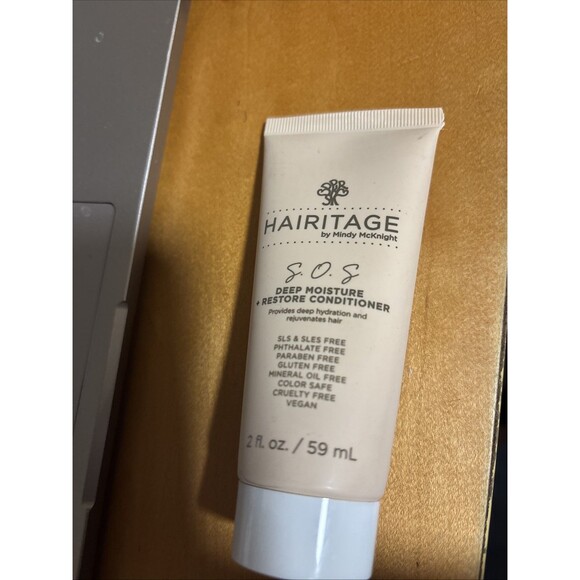 HAIRITAGE
by Mindy McKnight
S.O.S
DEEP MOISTURE
+ RESTORE CONDITIONER
Provides deep hydration and
rejuvenates hair
SLS & SLES FREE
PHTHALATE FREE
PARABEN FREE
GLUTEN FREE
MINERAL OIL FREE
COLOR SAFE
CRUELTY FREE
VEGAN
2 fl. oz. / 59 mL